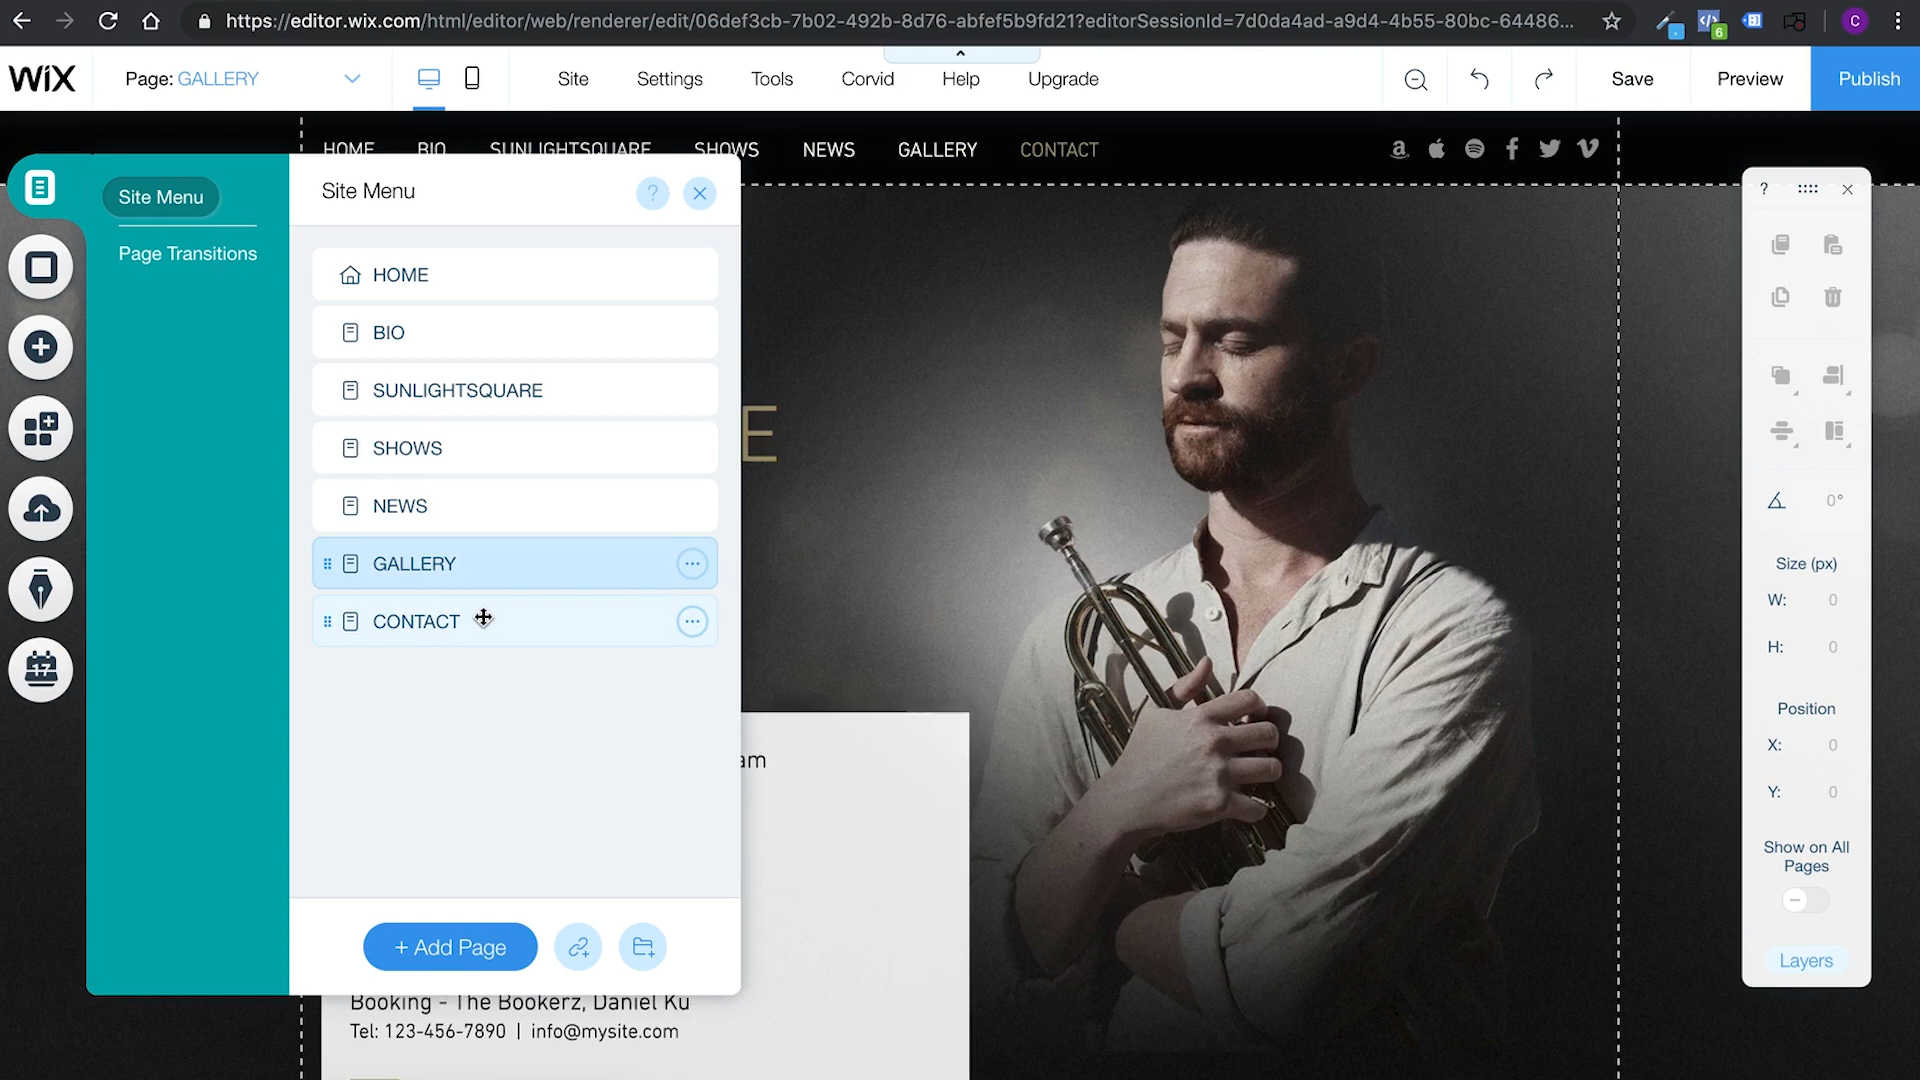 https://editor.wix.com/html/editor/web/renderer/edit/06def3cb-7b02-492b-8d76-abfef5b9fd21?editorSessionId=7d0da4ad-a9d4-4b55-80bc-64486...
6
C
WIX
Page: GALLERY
Site
Settings
Tools
Corvid
Help
Upgrade
Save
Preview
Publish
HOME
BIO
SUNLIGHTSQUARE
SHOWS
NEWS
GALLERY
CONTACT
Site Menu
Page Transitions
Site Menu
?
HOME
BIO
SUNLIGHTSQUARE
SHOWS
NEWS
GALLERY
CONTACT
+ Add Page
17
E
am
Booking - The Bookerz, Daniel Ku
Tel: 123-456-7890 | info@mysite.com
?
0°
Size (px)
W: 0
H: 0
Position
X: 0
Y: 0
Show on All
Pages
Layers